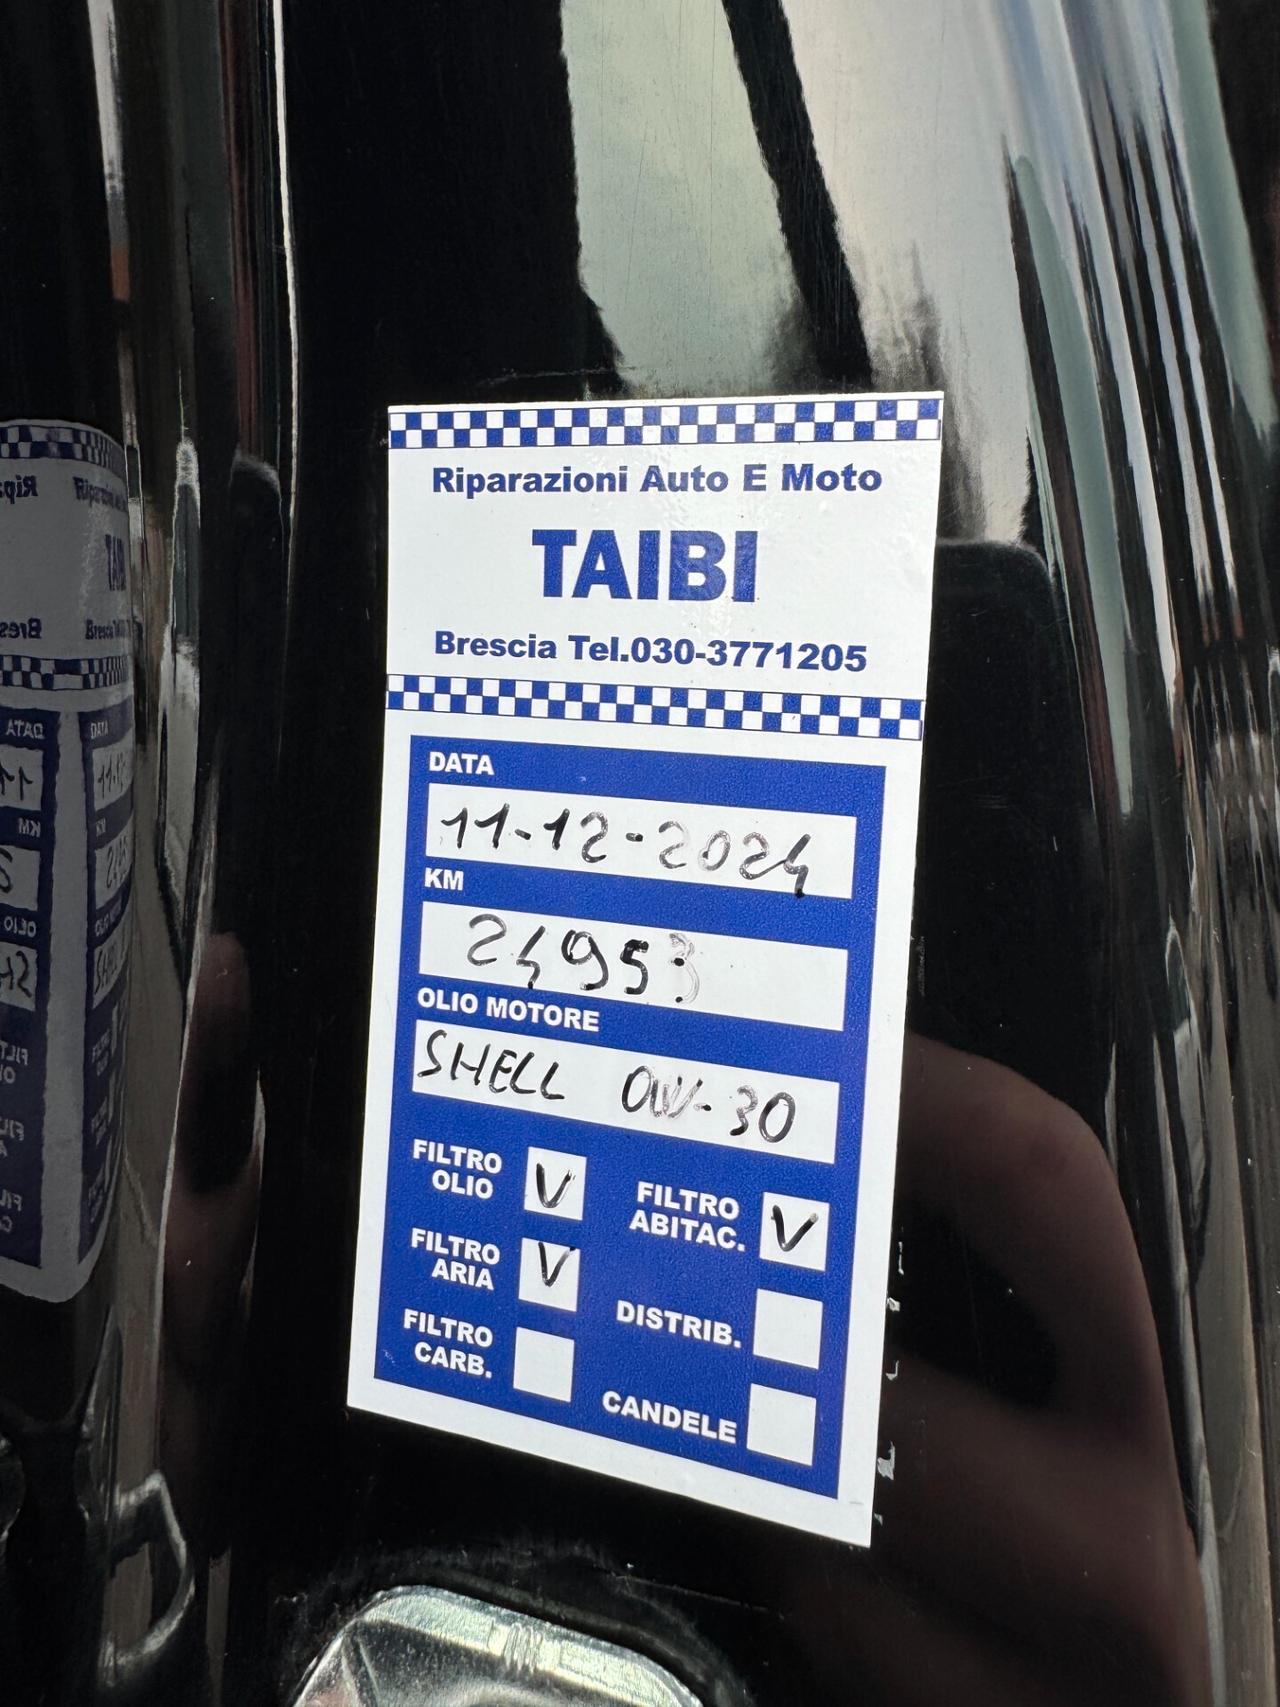 Riparazioni Auto E Moto
TAIBI
Brescia Tel.030-3771205
DATA
11-12-2024
KM
24953
OLIO MOTORE
SHELL 0W-30
FILTRO
OLIO V
FILTRO
ABITAC. V
FILTRO
ARIA V
DISTRIB.
FILTRO
CARB.
CANDELE